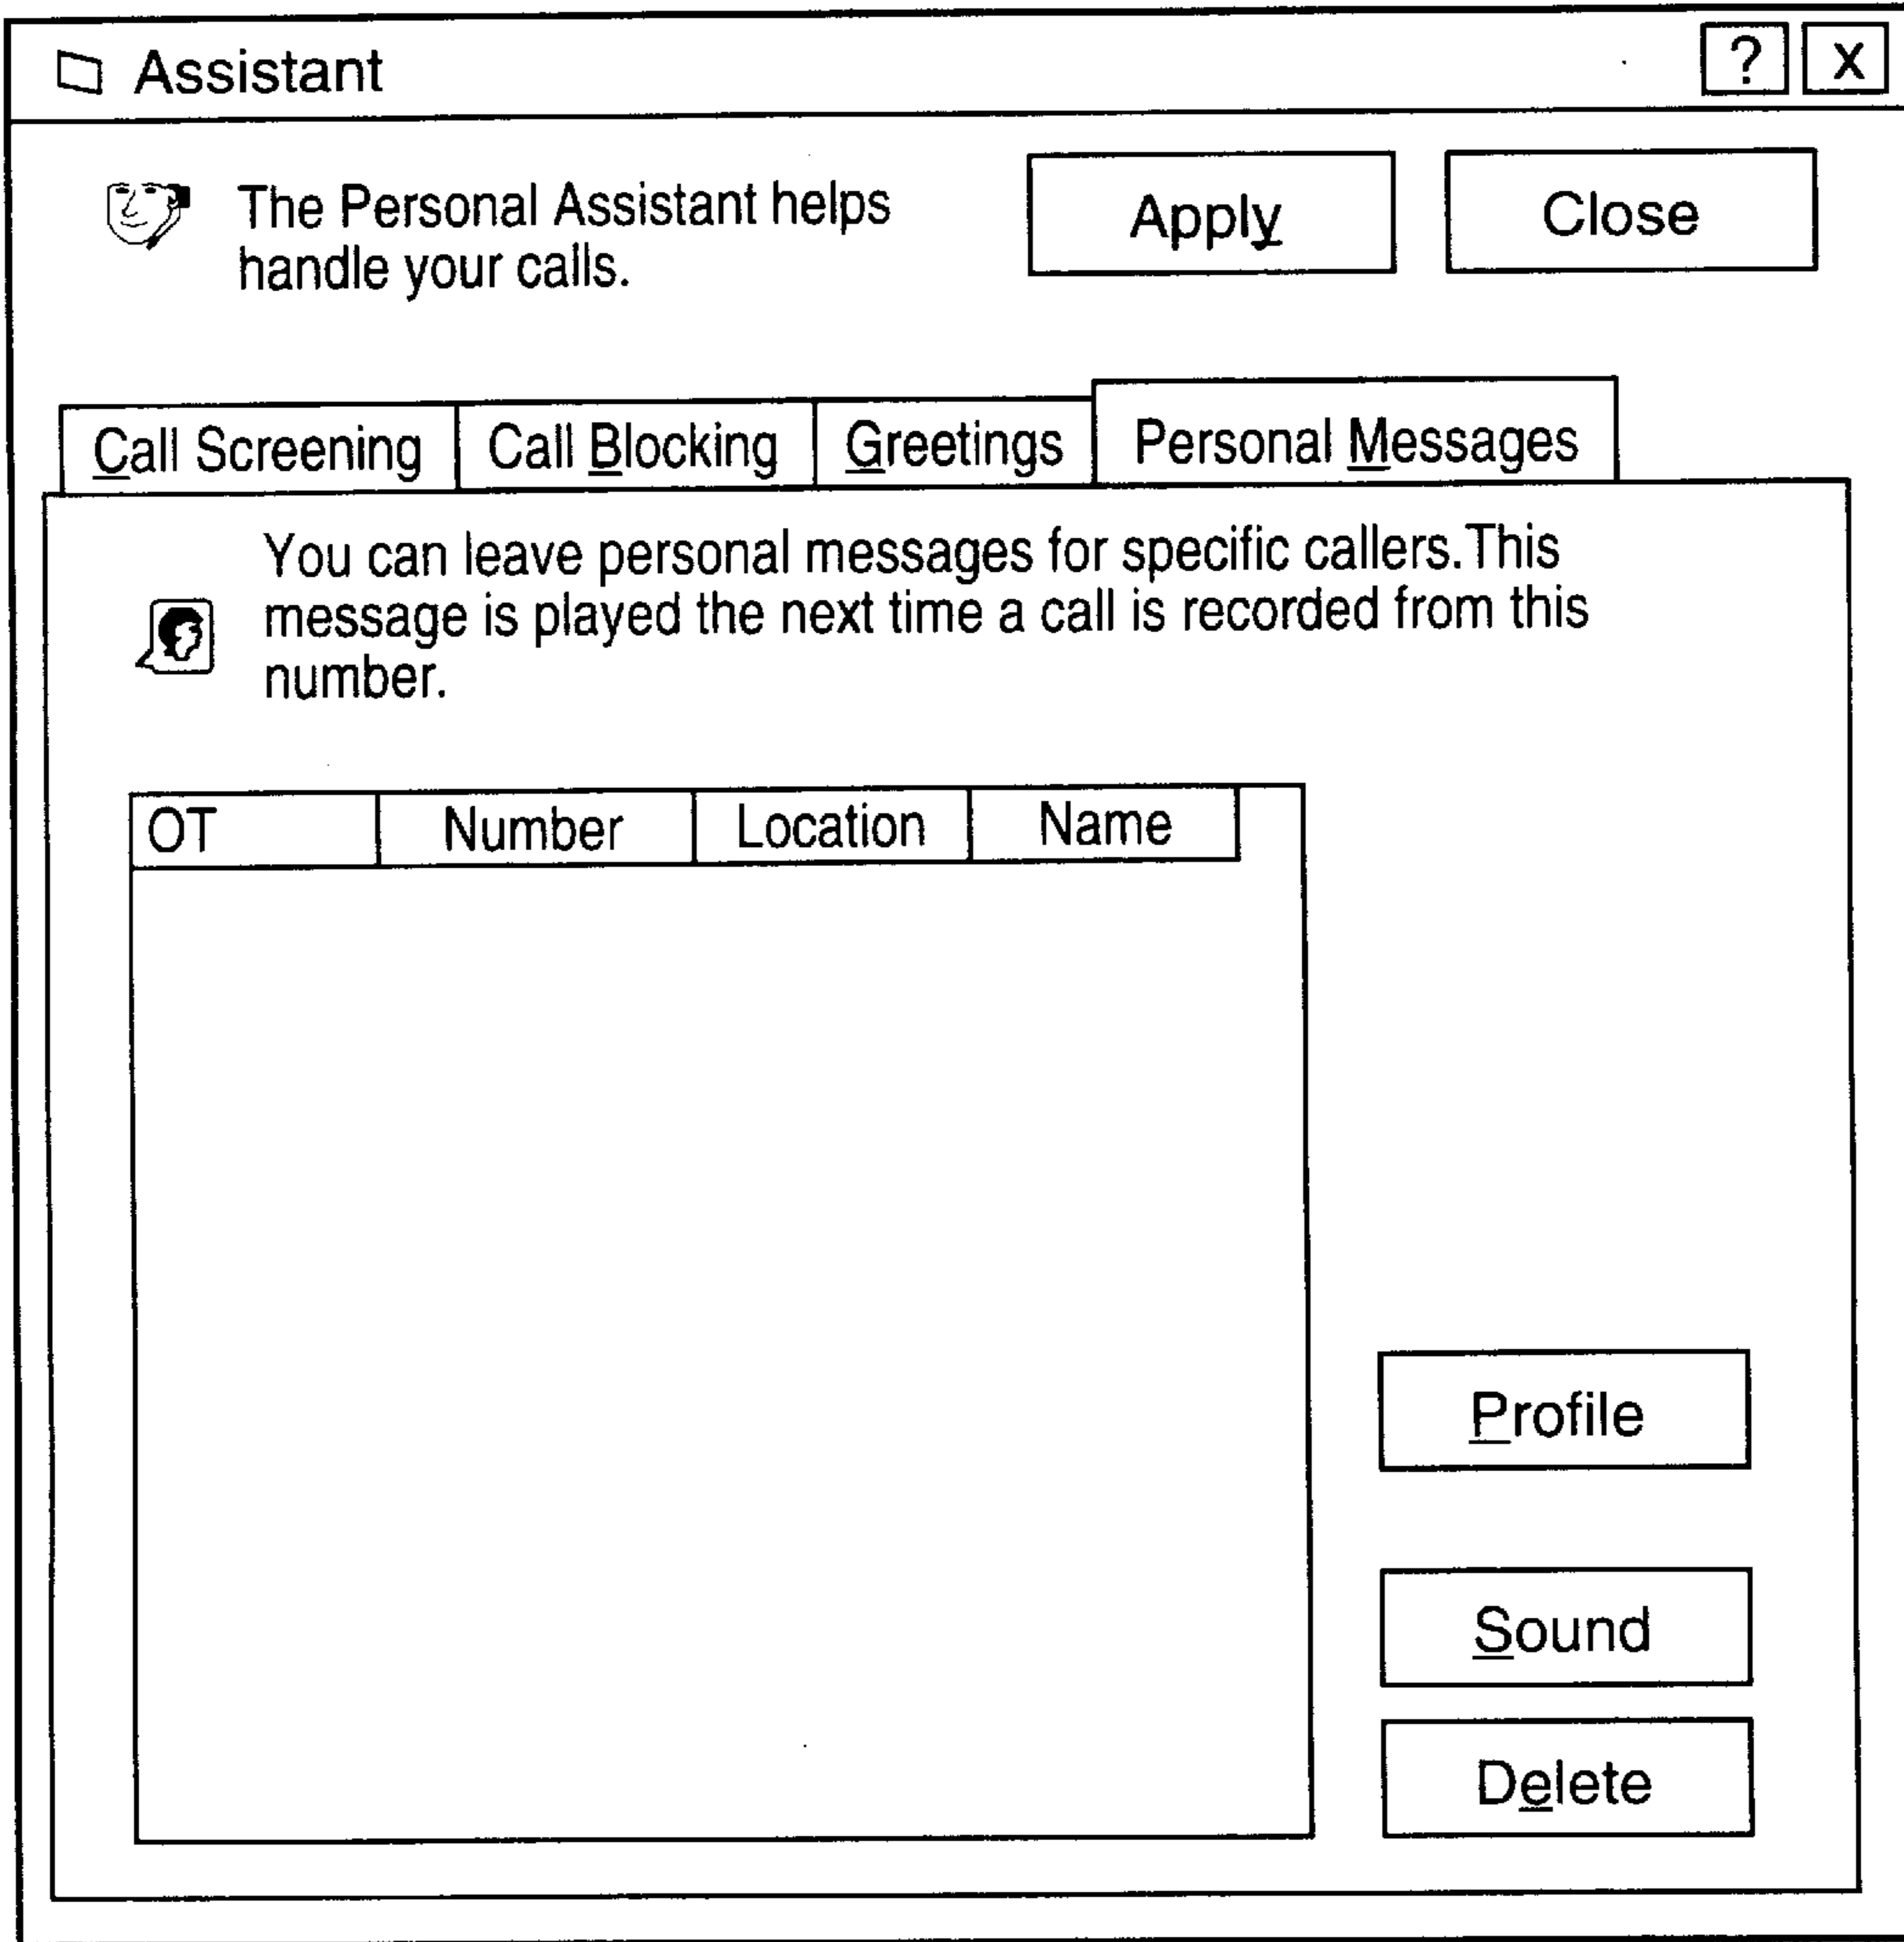 Assistant
? X
The Personal Assistant helps
handle your calls.
Apply
Close
Call Screening
Call Blocking
Greetings
Personal Messages
You can leave personal messages for specific callers. This
message is played the next time a call is recorded from this
number.
OT
Number
Location
Name
Profile
Sound
Delete